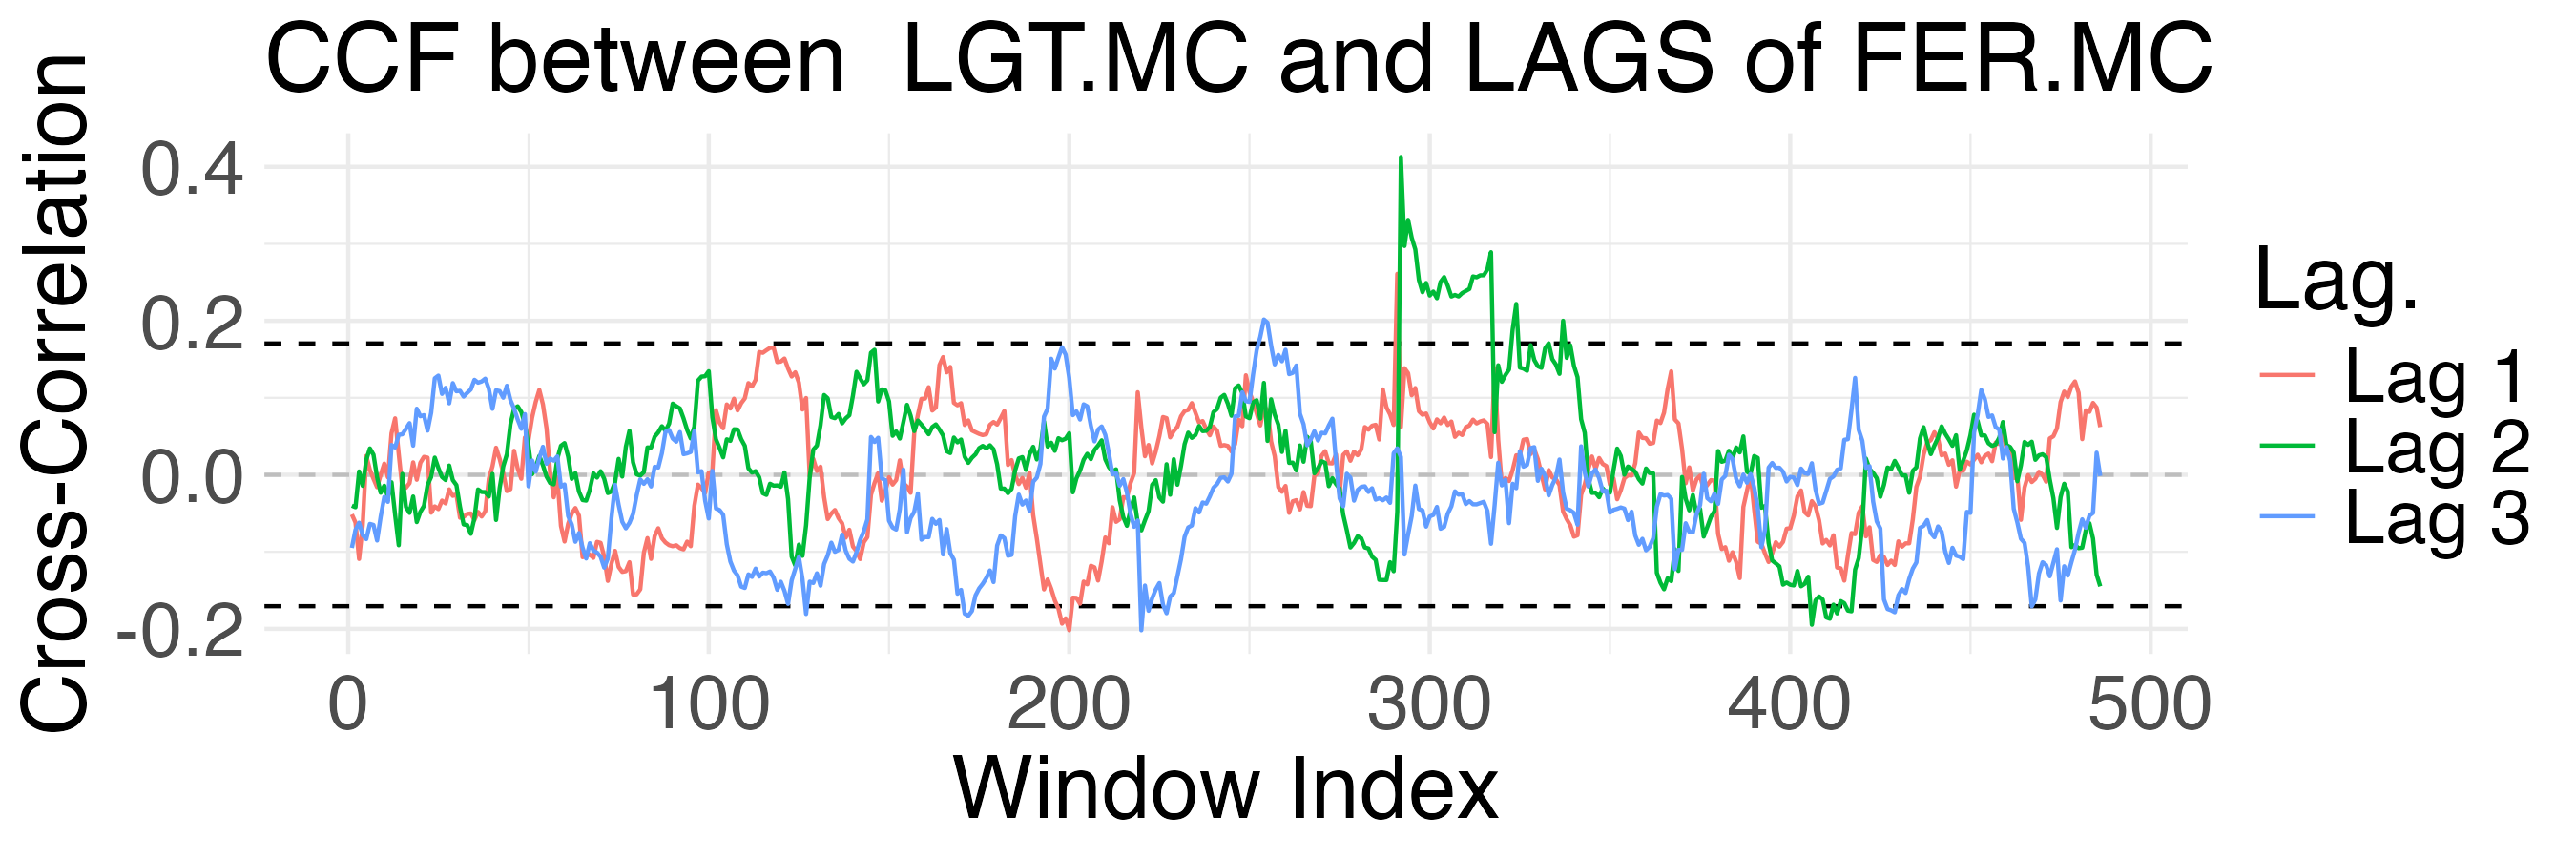 CCF between  LGT.MC and LAGS of FER.MC
Cross-Correlation
0.4
0.2
0.0
-0.2
0 100 200 300 400 500
Window Index
Lag.
Lag 1
Lag 2
Lag 3